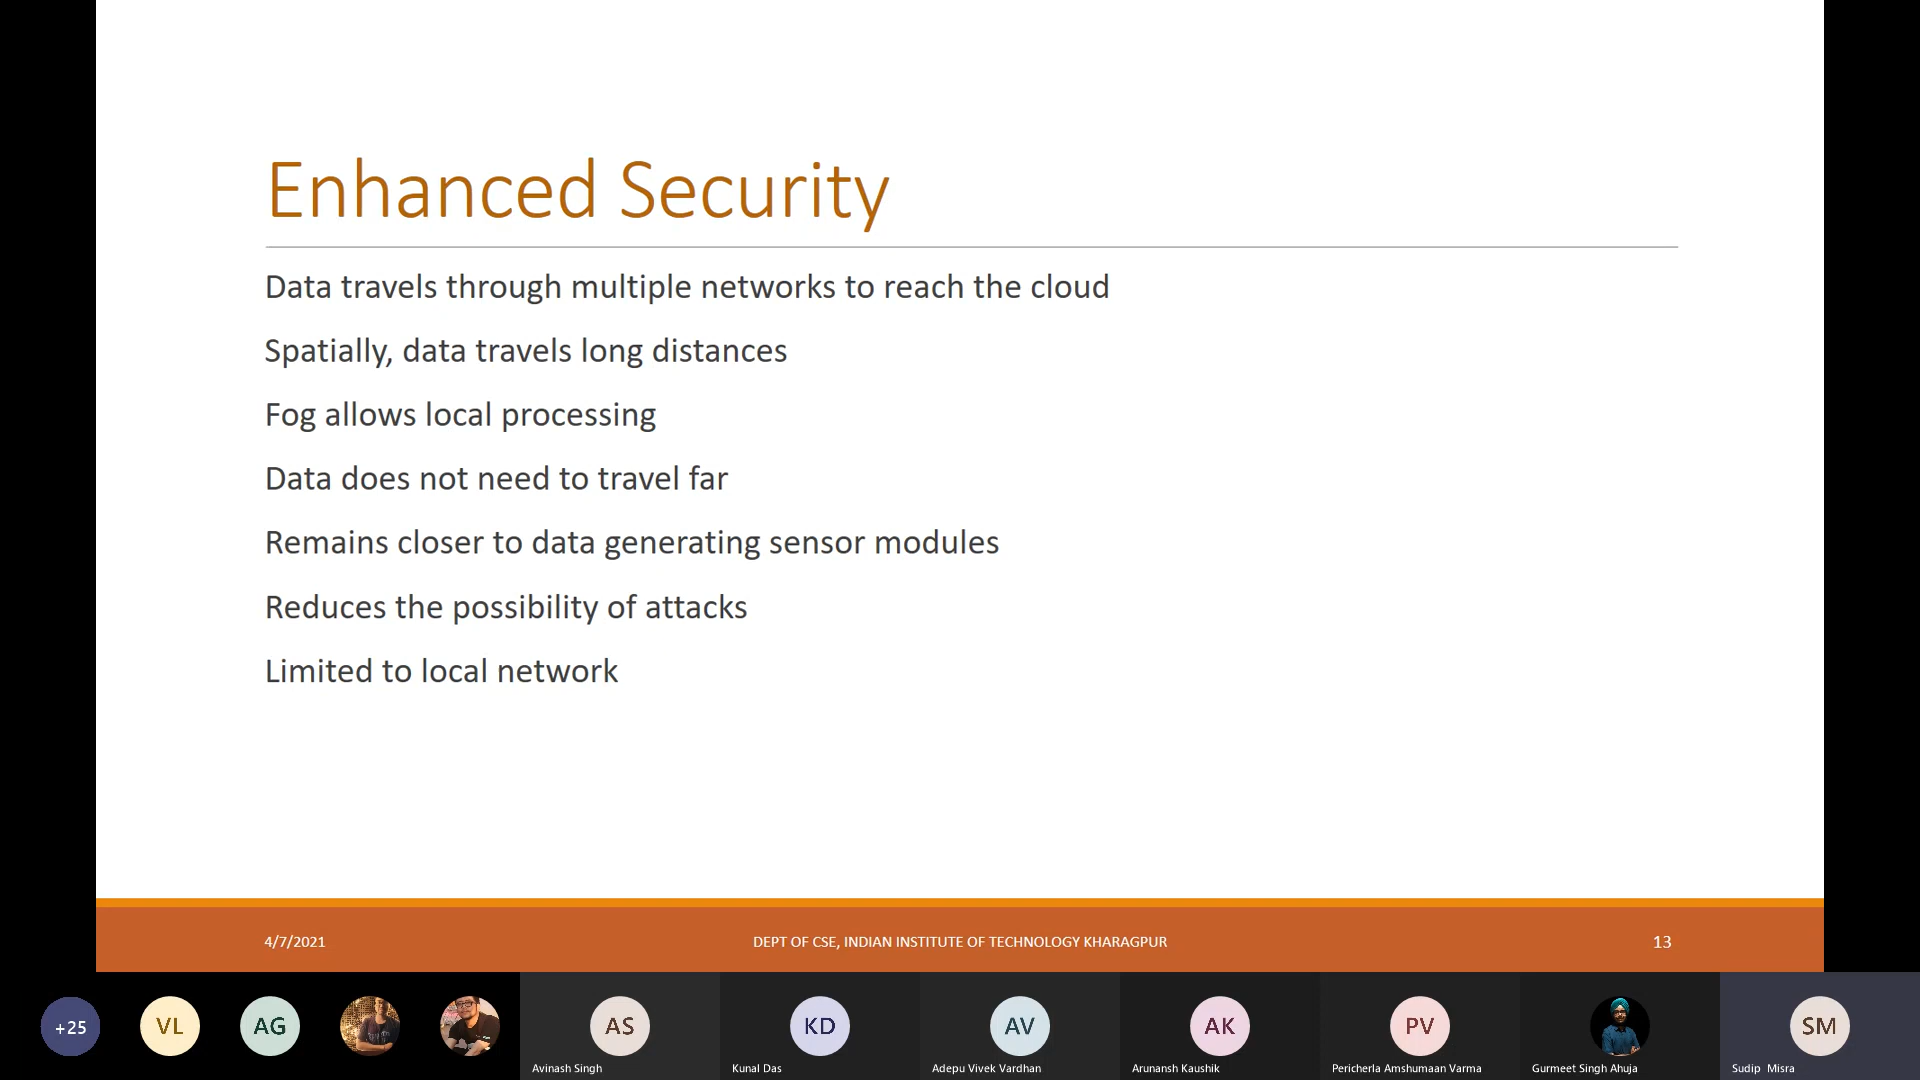 Enhanced Security
Data travels through multiple networks to reach the cloud
Spatially, data travels long distances
Fog allows local processing
Data does not need to travel far
Remains closer to data generating sensor modules
Reduces the possibility of attacks
Limited to local network
4/7/2021
DEPT OF CSE, INDIAN INSTITUTE OF TECHNOLOGY KHARAGPUR
13
+25
VL
AG
AS
KD
AV
AK
PV
SM
Avinash Singh
Kunal Das
Adepu Vivek Vardhan
Arunansh Kaushik
Pericherla Amshumaan Varma
Gurmeet Singh Ahuja
Sudip Misra